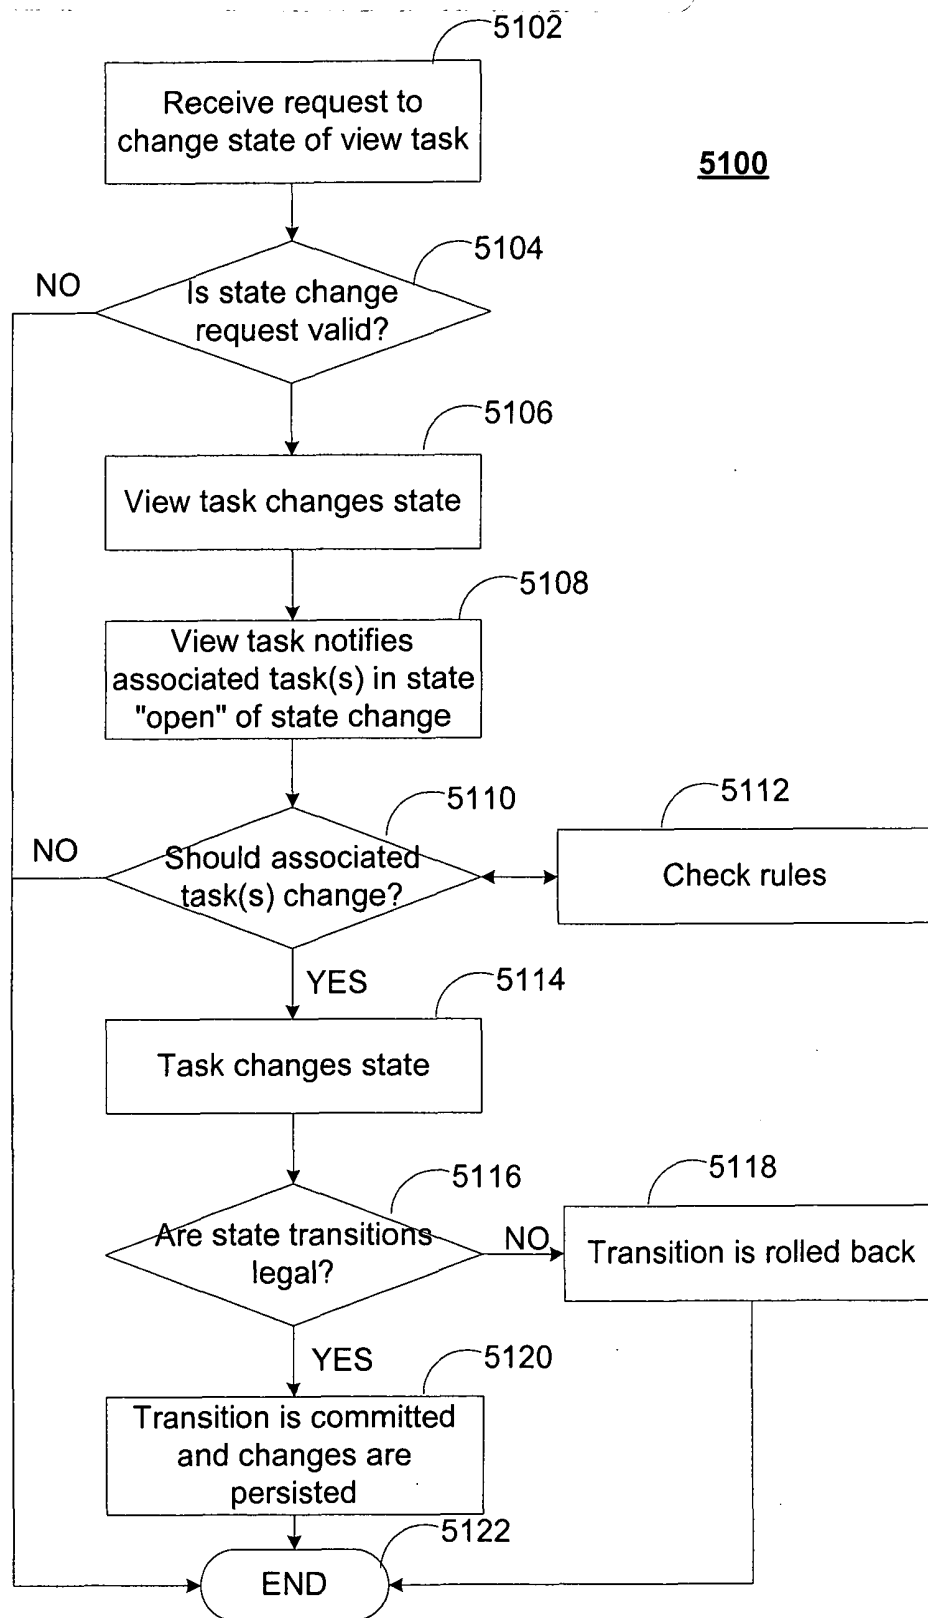 5102
Receive request to
change state of view task
5100
5104
NO
Is state change
request valid?
5106
View task changes state
5108
View task notifies
associated task(s) in state
"open" of state change
5110
5112
NO
Should associated
task(s) change?
Check rules
YES
5114
Task changes state
5116
5118
Are state transitions
legal?
NO
Transition is rolled back
YES
5120
Transition is committed
and changes are
persisted
5122
END